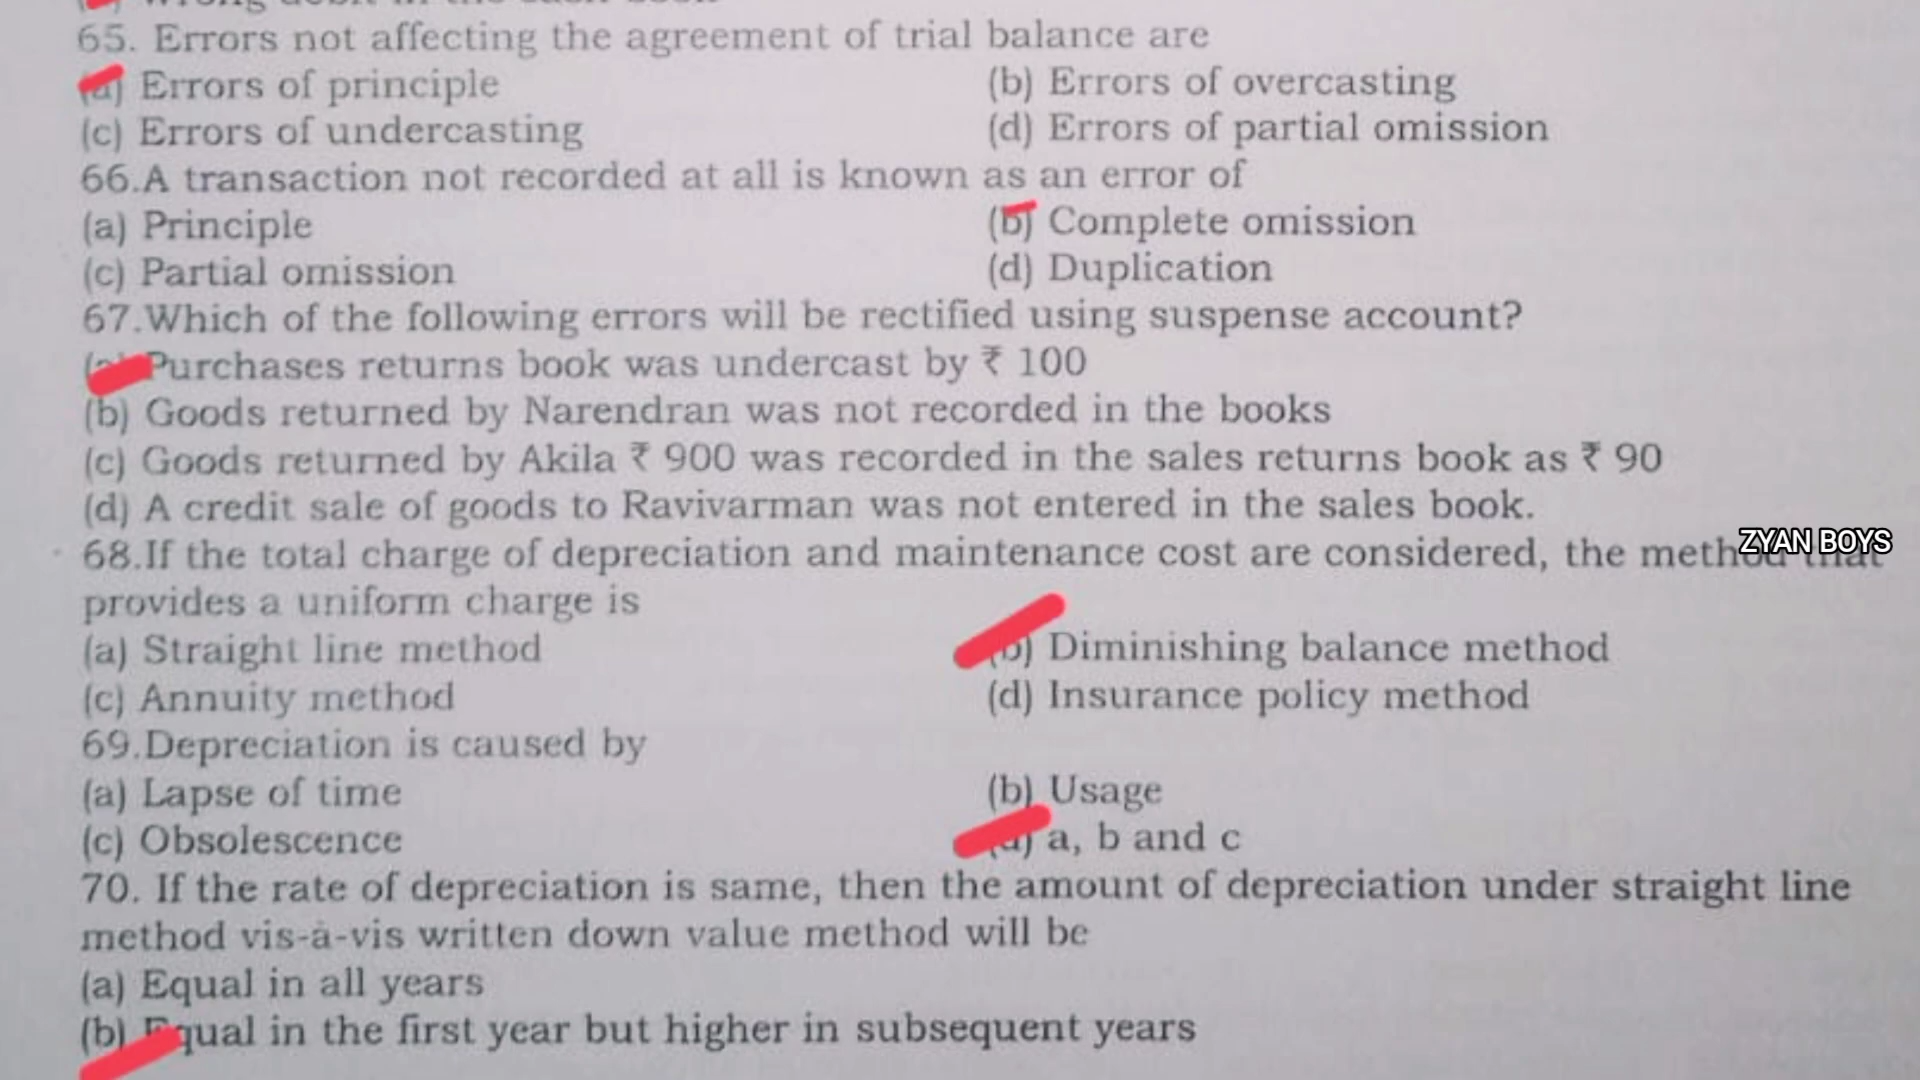 65. Errors not affecting the agreement of trial balance are
(a) Errors of principle (b) Errors of overcasting
(c) Errors of undercasting (d) Errors of partial omission
66.A transaction not recorded at all is known as an error of
(a) Principle (b) Complete omission
(c) Partial omission (d) Duplication
67.Which of the following errors will be rectified using suspense account?
Purchases returns book was undercast by ₹ 100
(b) Goods returned by Narendran was not recorded in the books
(c) Goods returned by Akila ₹ 900 was recorded in the sales returns book as ₹ 90
(d) A credit sale of goods to Ravivarman was not entered in the sales book.
ZYAN BOYS
68.If the total charge of depreciation and maintenance cost are considered, the method that
provides a uniform charge is
(a) Straight line method (b) Diminishing balance method
(c) Annuity method (d) Insurance policy method
69.Depreciation is caused by
(a) Lapse of time (b) Usage
(c) Obsolescence (d) a, b and c
70. If the rate of depreciation is same, then the amount of depreciation under straight line
method vis-à-vis written down value method will be
(a) Equal in all years
(b) Equal in the first year but higher in subsequent years